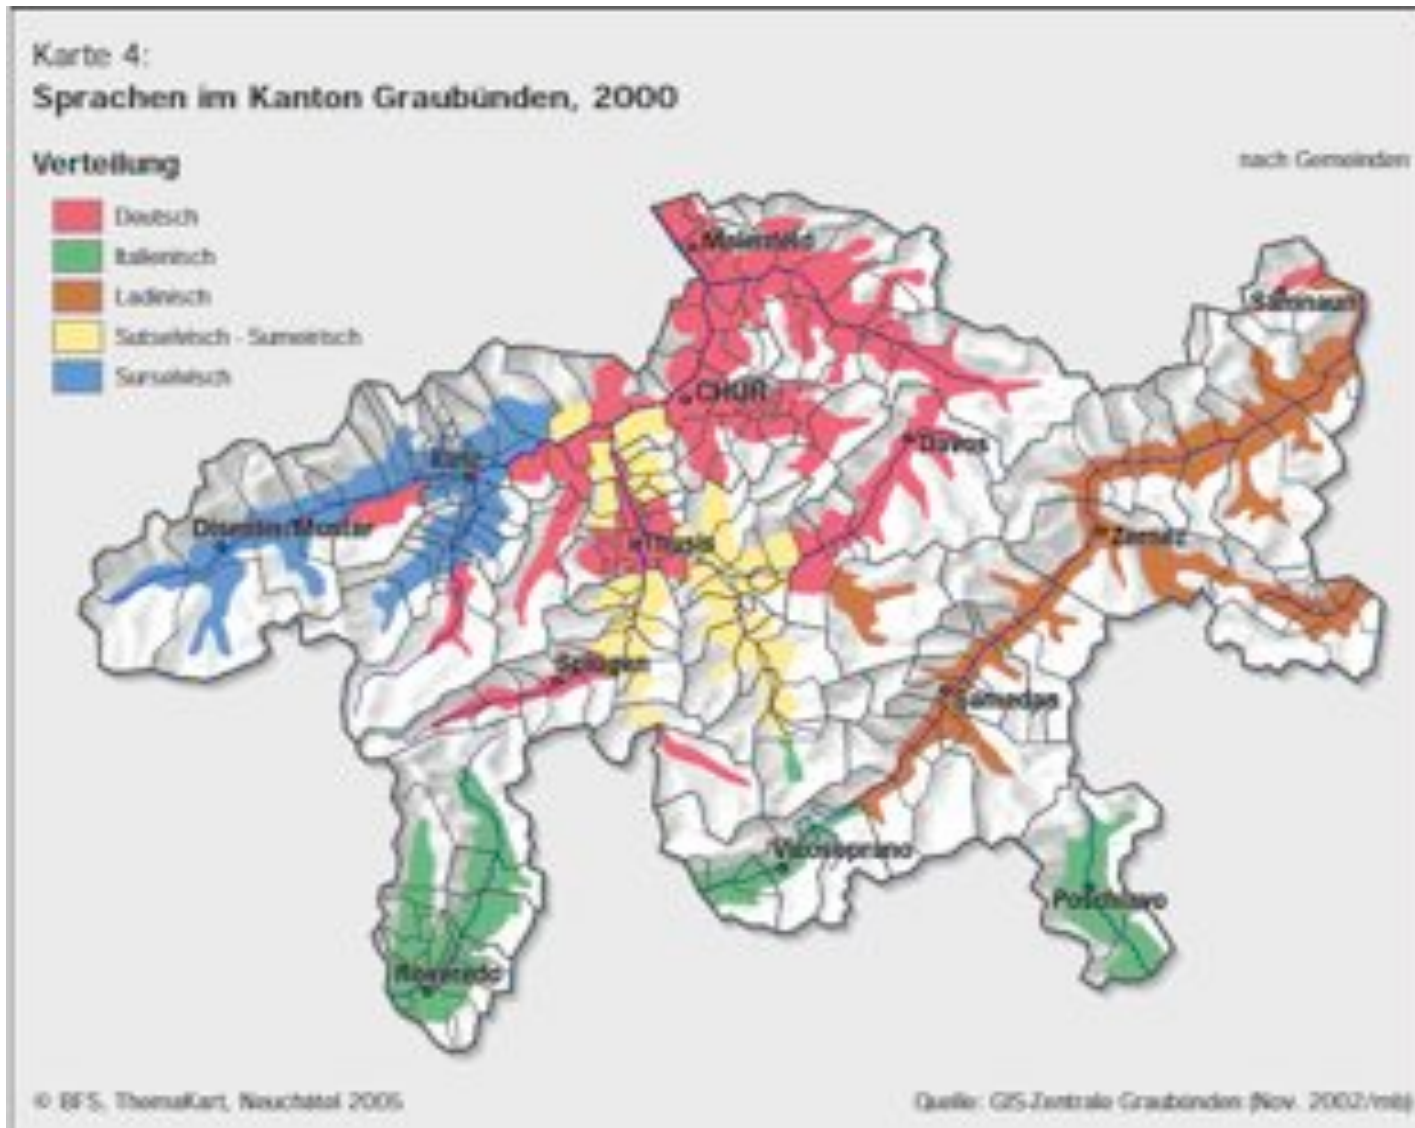 Karte 4:
Sprachen im Kanton Graubünden, 2000
Verteilung
nach Gemeinden
Deutsch
Italienisch
Ladinisch
Sutselvisch - Surmeirisch
Surselvisch
Maienfeld
Samnaun
CHUR
Davos
Ilanz
Disentis/Mustér
Thusis
Zernez
Splügen
Samedan
Vicosoprano
Poschiavo
Roveredo
© BFS, ThemaKart, Neuchâtel 2005
Quelle: GIS-Zentrale Graubünden (Nov. 2002/mb)